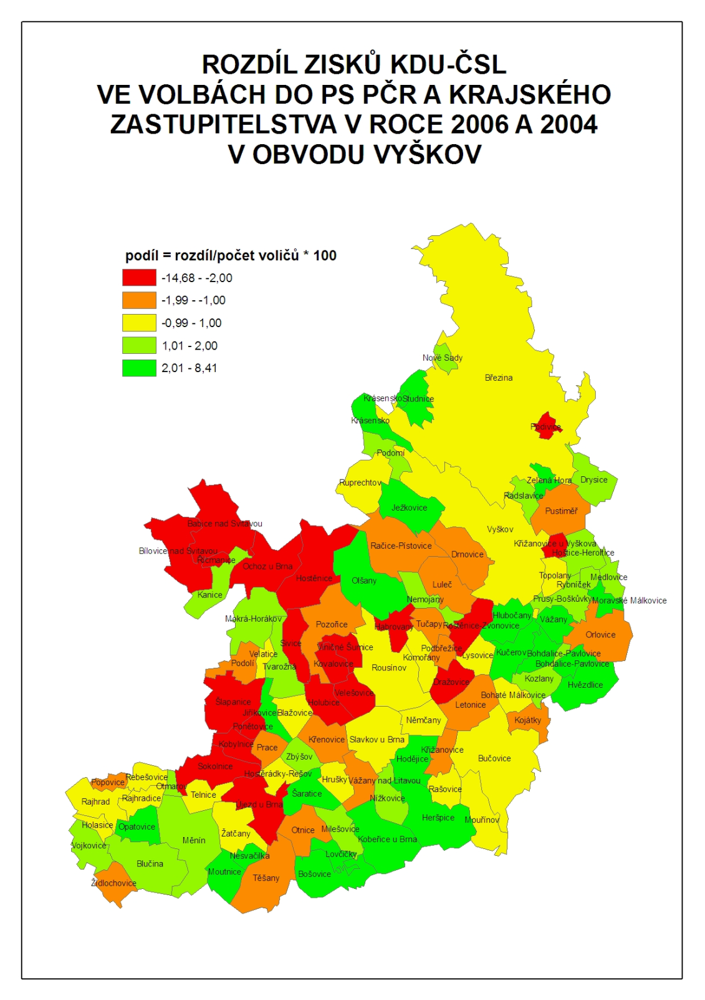 ROZDÍL ZISKŮ KDU-ČSL
VE VOLBÁCH DO PS PČR A KRAJSKÉHO
ZASTUPITELSTVA V ROCE 2006 A 2004
V OBVODU VYŠKOV
podíl = rozdíl/počet voličů * 100
-14,68 - -2,00
-1,99 - -1,00
-0,99 - 1,00
1,01 - 2,00
2,01 - 8,41
Nové Sady
Březina
Krásensko
Studnice
Krásensko
Podivice
Podomí
Ruprechtov
Zelená Hora
Drysice
Radslavice
Ježkovice
Pustiměř
Babice nad Svitavou
Vyškov
Křižanovice u Vyškova
Račice-Pístovice
Bílovice nad Svitavou
Drnovice
Hoštice-Heroltice
Řicmanice
Ochoz u Brna
Hostěnice
Topolany
Medlovice
Olšany
Luleč
Rybníček
Kanice
Nemojany
Prusy-Boškůvky
Moravské Málkovice
Mokrá-Horákov
Hlubočany
Vážany
Pozořice
Habrovany
Tučapy
Rostěnice-Zvonovice
Orlovice
Sivice
Viničné Šumice
Podbřežice
Velatice
Kučerov
Bohdalice-Pavlovice
Lysovice
Komořany
Podolí
Kovalovice
Bohdalice-Pavlovice
Tvarožná
Rousínov
Kozlany
Dražovice
Hvězdlice
Velešovice
Bohaté Málkovice
Šlapanice
Holubice
Letonice
Jiříkovice
Blažovice
Němčany
Kojátky
Ponětovice
Křenovice
Slavkov u Brna
Kobylnice
Prace
Křižanovice
Zbýšov
Hodějice
Bučovice
Sokolnice
Hostěrádky-Rešov
Rebešovice
Hrušky
Vážany nad Litavou
Popovice
Otmarov
Rašovice
Telnice
Šaratice
Rajhradice
Nížkovice
Rajhrad
Újezd u Brna
Heršpice
Mouřínov
Holasice
Opatovice
Otnice
Milešovice
Žatčany
Měnín
Kobeřice u Brna
Vojkovice
Lovčičky
Nesvačilka
Blučina
Moutnice
Bošovice
Těšany
Židlochovice